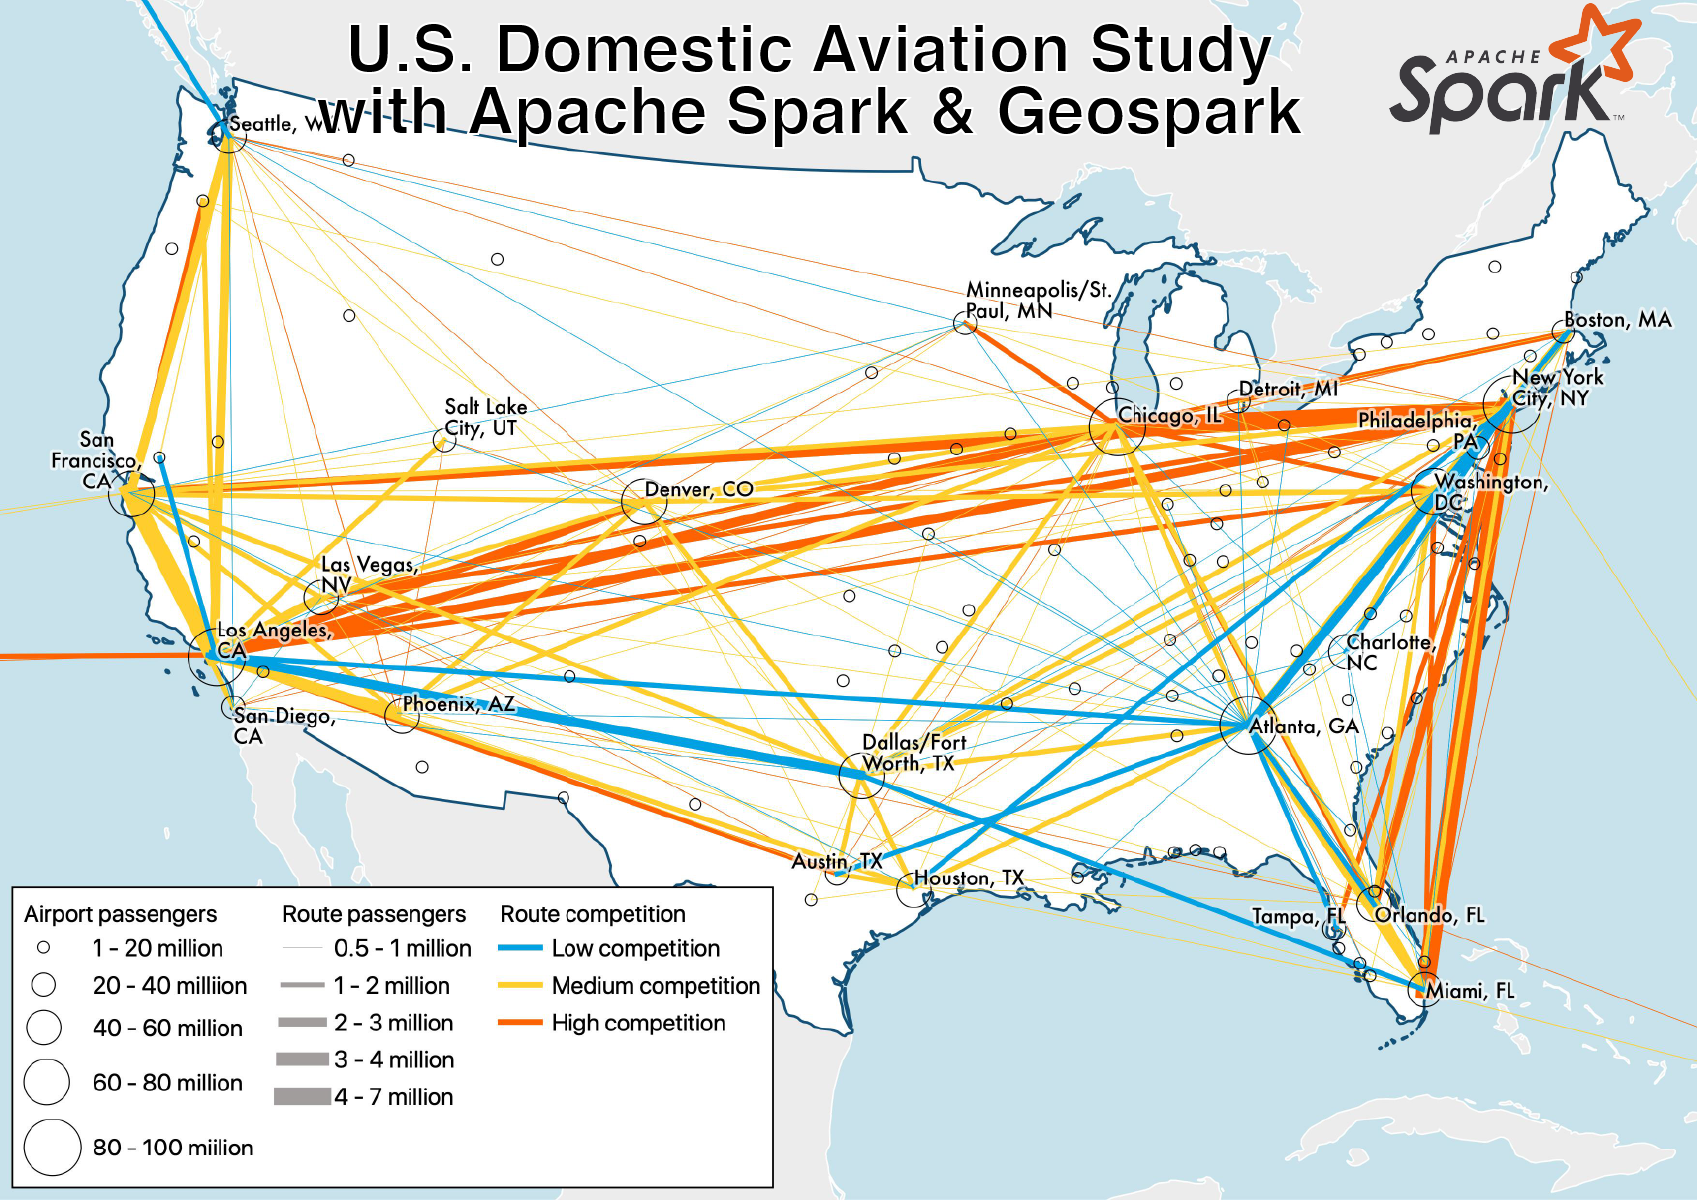 U.S. Domestic Aviation Study
with Apache Spark & Geospark
APACHE
Spark™
Seattle, W
Minneapolis/St.
Paul, MN
Boston, MA
Detroit, MI
New York
City, NY
Salt Lake
City, UT
Chicago, IL
Philadelphia,
PA
San
Francisco,
CA
Denver, CO
Washington,
DC
Las Vegas,
NV
Los Angeles,
CA
Charlotte,
NC
San Diego,
CA
Phoenix, AZ
Atlanta, GA
Dallas/Fort
Worth, TX
Austin, TX
Houston, TX
Tampa, FL
Orlando, FL
Miami, FL
Airport passengers
1 - 20 million
20 - 40 milliion
40 - 60 million
60 - 80 million
80 - 100 miilion
Route passengers
0.5 - 1 million
1 - 2 million
2 - 3 million
3 - 4 million
4 - 7 million
Route competition
Low competition
Medium competition
High competition